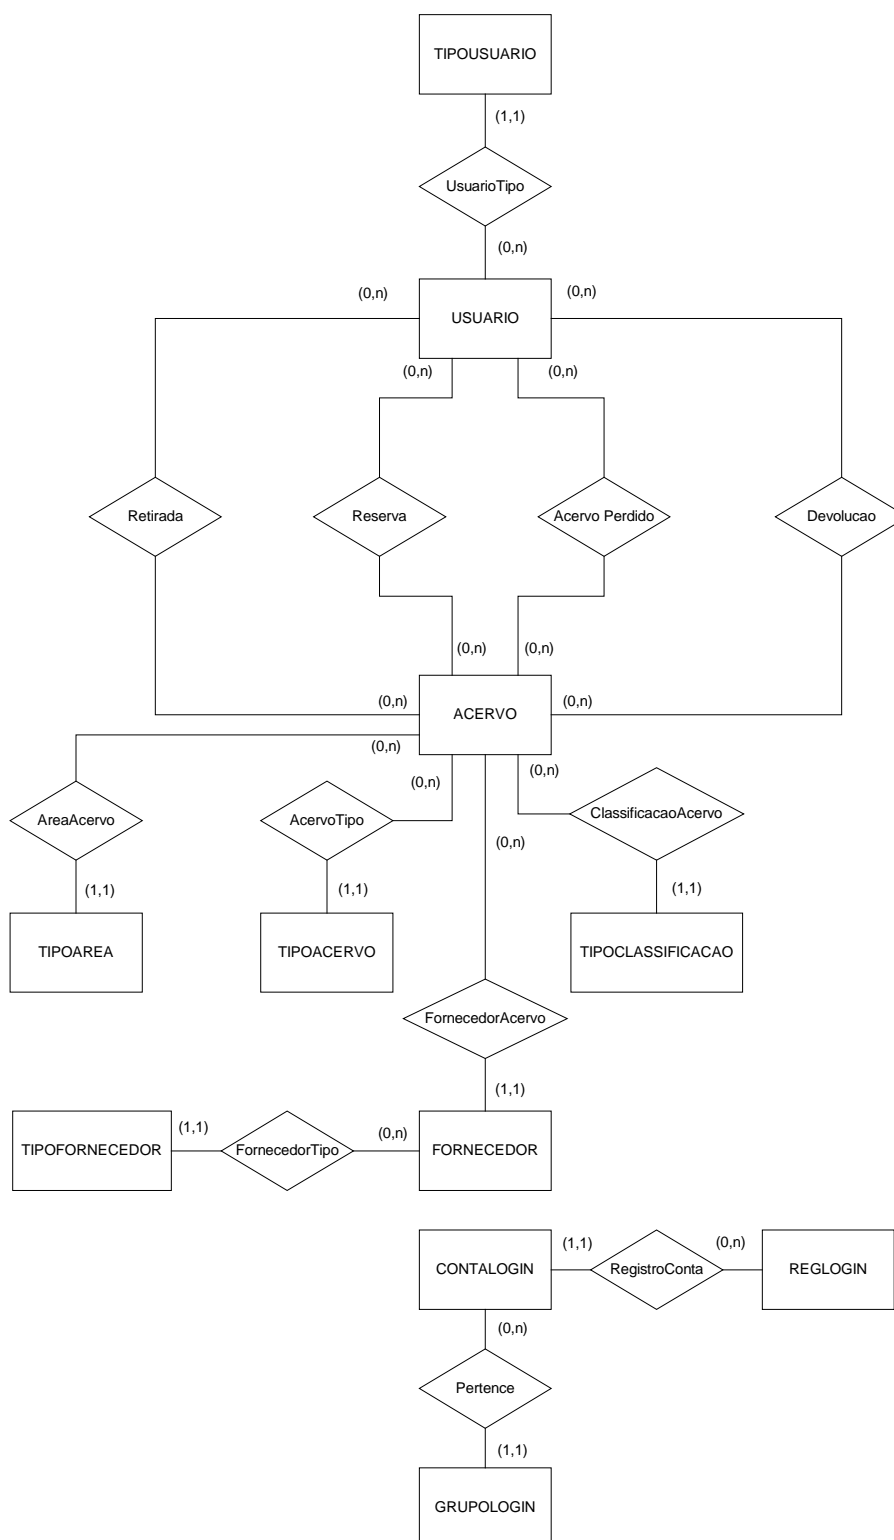 TIPOUSUARIO
(1,1)
UsuarioTipo
(0,n)
(0,n)
(0,n)
USUARIO
(0,n)
(0,n)
Retirada
Reserva
Acervo Perdido
Devolucao
(0,n)
(0,n)
(0,n)
ACERVO
(0,n)
(0,n)
(0,n)
(0,n)
AreaAcervo
AcervoTipo
ClassificacaoAcervo
(0,n)
(1,1)
(1,1)
(1,1)
TIPOAREA
TIPOACERVO
TIPOCLASSIFICACAO
FornecedorAcervo
(1,1)
(1,1)
(0,n)
TIPOFORNECEDOR
FornecedorTipo
FORNECEDOR
(1,1)
(0,n)
CONTALOGIN
RegistroConta
REGLOGIN
(0,n)
Pertence
(1,1)
GRUPOLOGIN